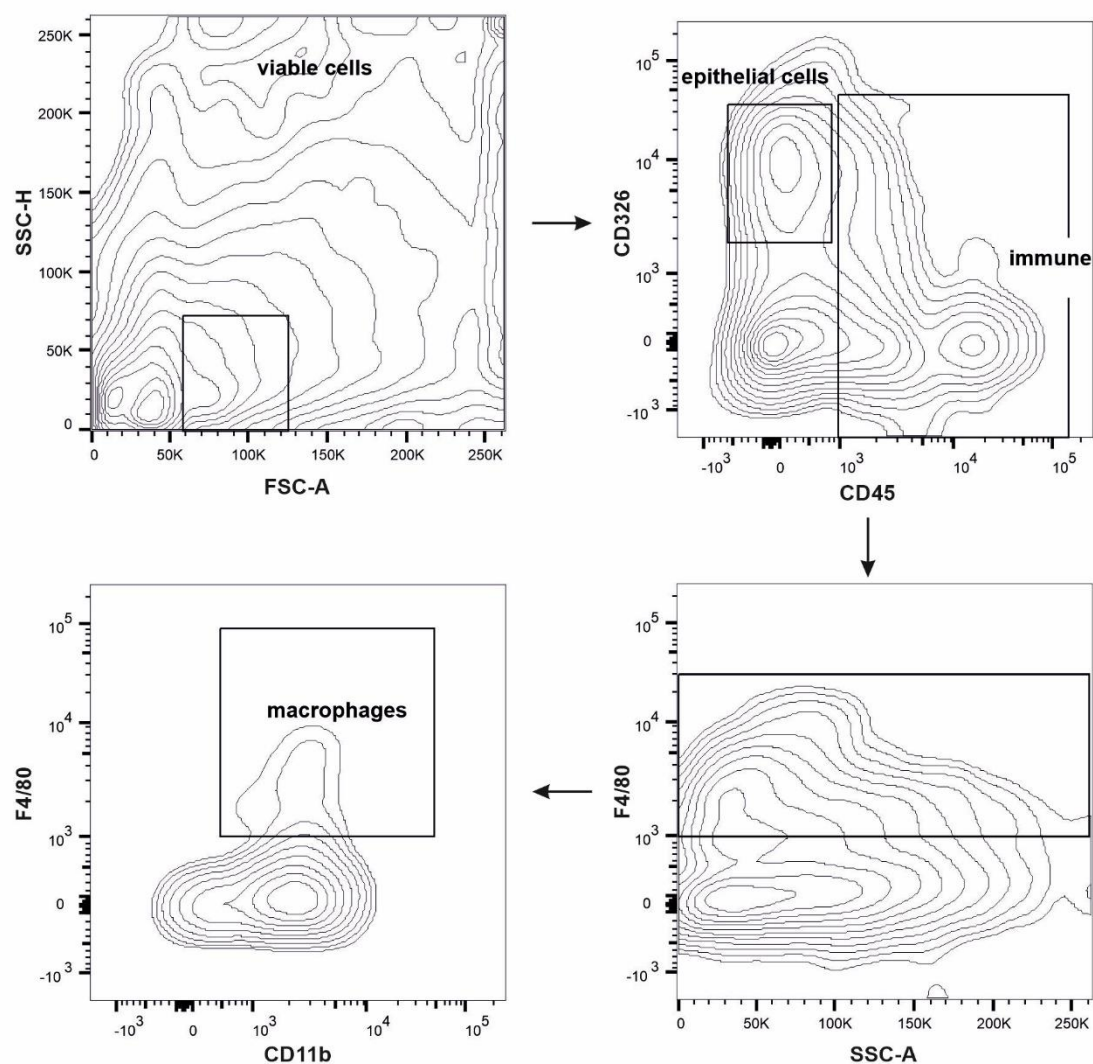 250K
200K
150K
100K
50K
0
SSC-H
viable cells
0 50K 100K 150K 200K 250K
FSC-A
10^5
10^4
10^3
0
-10^3
CD326
epithelial cells
immune
-10^3 0 10^3 10^4 10^5
CD45
10^5
10^4
10^3
0
-10^3
F4/80
macrophages
-10^3 0 10^3 10^4 10^5
CD11b
10^5
10^4
10^3
0
-10^3
F4/80
0 50K 100K 150K 200K 250K
SSC-A